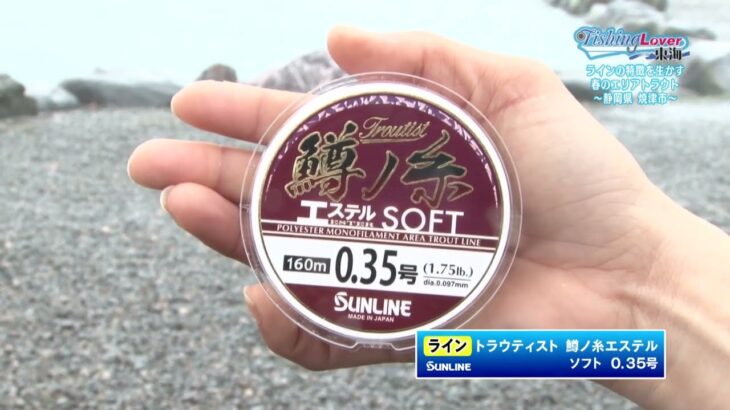 Fishing Lover
東海
ラインの特徴を生かす
春のエリアトラウト
～静岡県 焼津市～
Troutist
鱒ノ糸
エステル SOFT
POLYESTER MONOFILAMENT AREA TROUT LINE
160m 0.35号 (1.75lb.)
dia.0.097mm
SUNLINE
MADE IN JAPAN
ライン トラウティスト 鱒ノ糸エステル
SUNLINE ソフト 0.35号